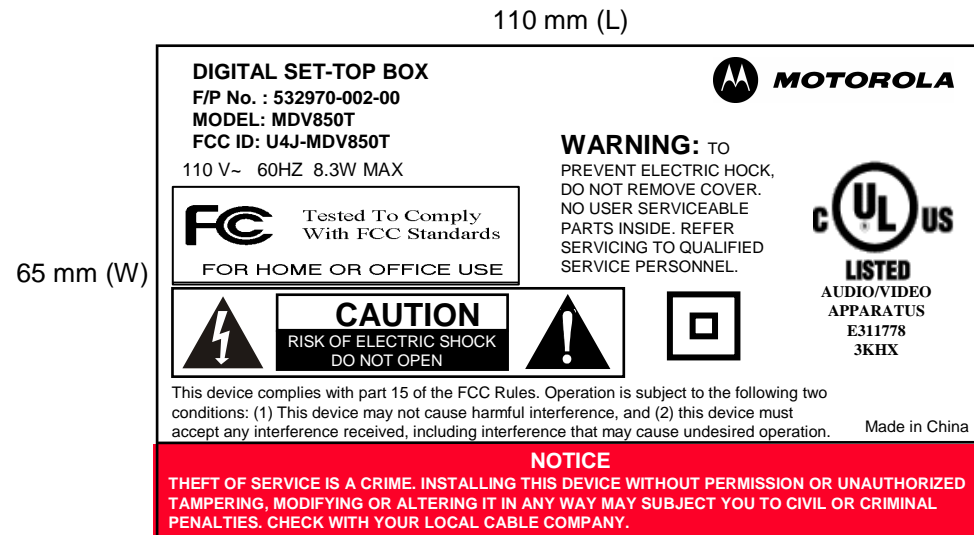 110 mm (L)
65 mm (W)
DIGITAL SET-TOP BOX
F/P No. : 532970-002-00
MODEL: MDV850T
FCC ID: U4J-MDV850T
110 V~ 60HZ 8.3W MAX
MOTOROLA
FC
Tested To Comply
With FCC Standards
FOR HOME OR OFFICE USE
WARNING: TO
PREVENT ELECTRIC HOCK,
DO NOT REMOVE COVER.
NO USER SERVICEABLE
PARTS INSIDE. REFER
SERVICING TO QUALIFIED
SERVICE PERSONNEL.
C UL US
LISTED
AUDIO/VIDEO
APPARATUS
E311778
3KHX
CAUTION
RISK OF ELECTRIC SHOCK
DO NOT OPEN
This device complies with part 15 of the FCC Rules. Operation is subject to the following two
conditions: (1) This device may not cause harmful interference, and (2) this device must
accept any interference received, including interference that may cause undesired operation.
Made in China
NOTICE
THEFT OF SERVICE IS A CRIME. INSTALLING THIS DEVICE WITHOUT PERMISSION OR UNAUTHORIZED
TAMPERING, MODIFYING OR ALTERING IT IN ANY WAY MAY SUBJECT YOU TO CIVIL OR CRIMINAL
PENALTIES. CHECK WITH YOUR LOCAL CABLE COMPANY.